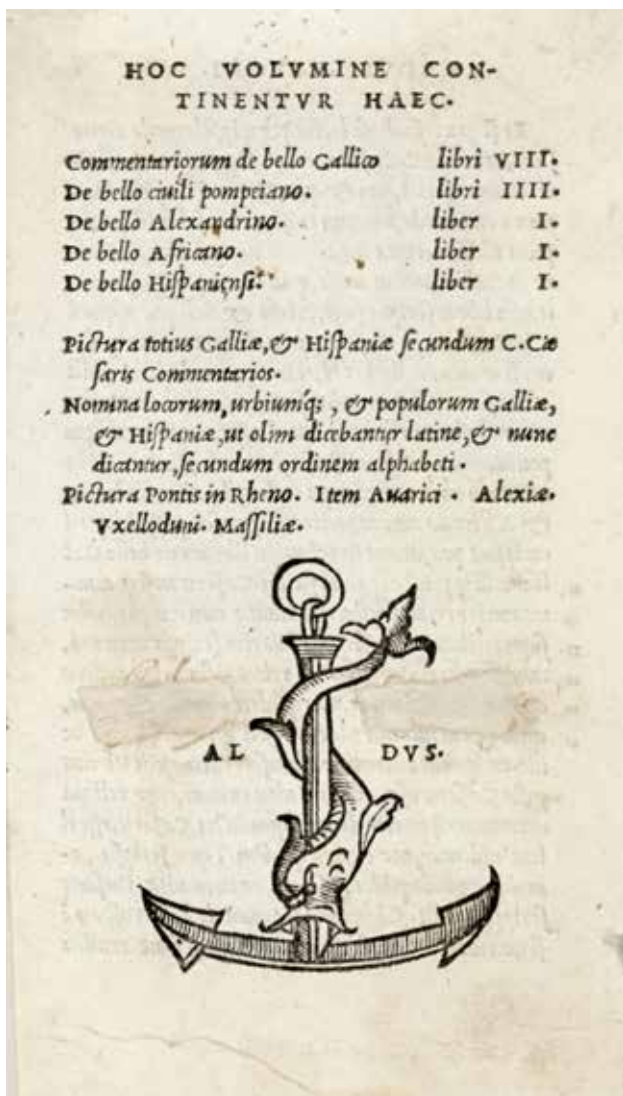 HOC VOLVMINE CON-
TINENTVR HAEC.
Commentariorum de bello Gallico libri VIII.
De bello ciuili pompeiano. libri IIII.
De bello Alexandrino. liber I.
De bello Africano. liber I.
De bello Hiſpaniẽnſi. liber I.
Pictura totius Galliæ, & Hiſpaniæ ſecundum C. Cæ
ſaris Commentarios.
Nomina locorum, urbiumq́; , & populorum Galliæ,
& Hiſpaniæ, ut olim dicebantur latine, & nunc
dicantur, ſecundum ordinem alphabeti.
Pictura Pontis in Rheno. Item Auarici. Alexiæ.
Vxelloduni. Maſſiliæ.
AL DVS.